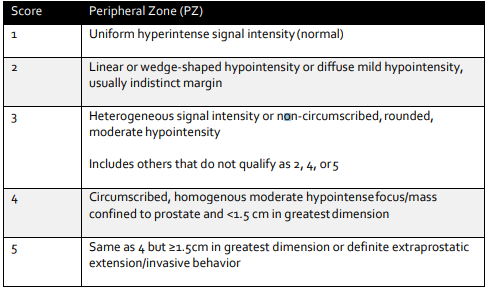 Score Peripheral Zone (PZ)
1 Uniform hyperintense signal intensity (normal)
2 Linear or wedge-shaped hypointensity or diffuse mild hypointensity,
usually indistinct margin
3 Heterogeneous signal intensity or non-circumscribed, rounded,
moderate hypointensity
Includes others that do not qualify as 2, 4, or 5
4 Circumscribed, homogenous moderate hypointense focus/mass
confined to prostate and <1.5 cm in greatest dimension
5 Same as 4 but ≥1.5cm in greatest dimension or definite extraprostatic
extension/invasive behavior